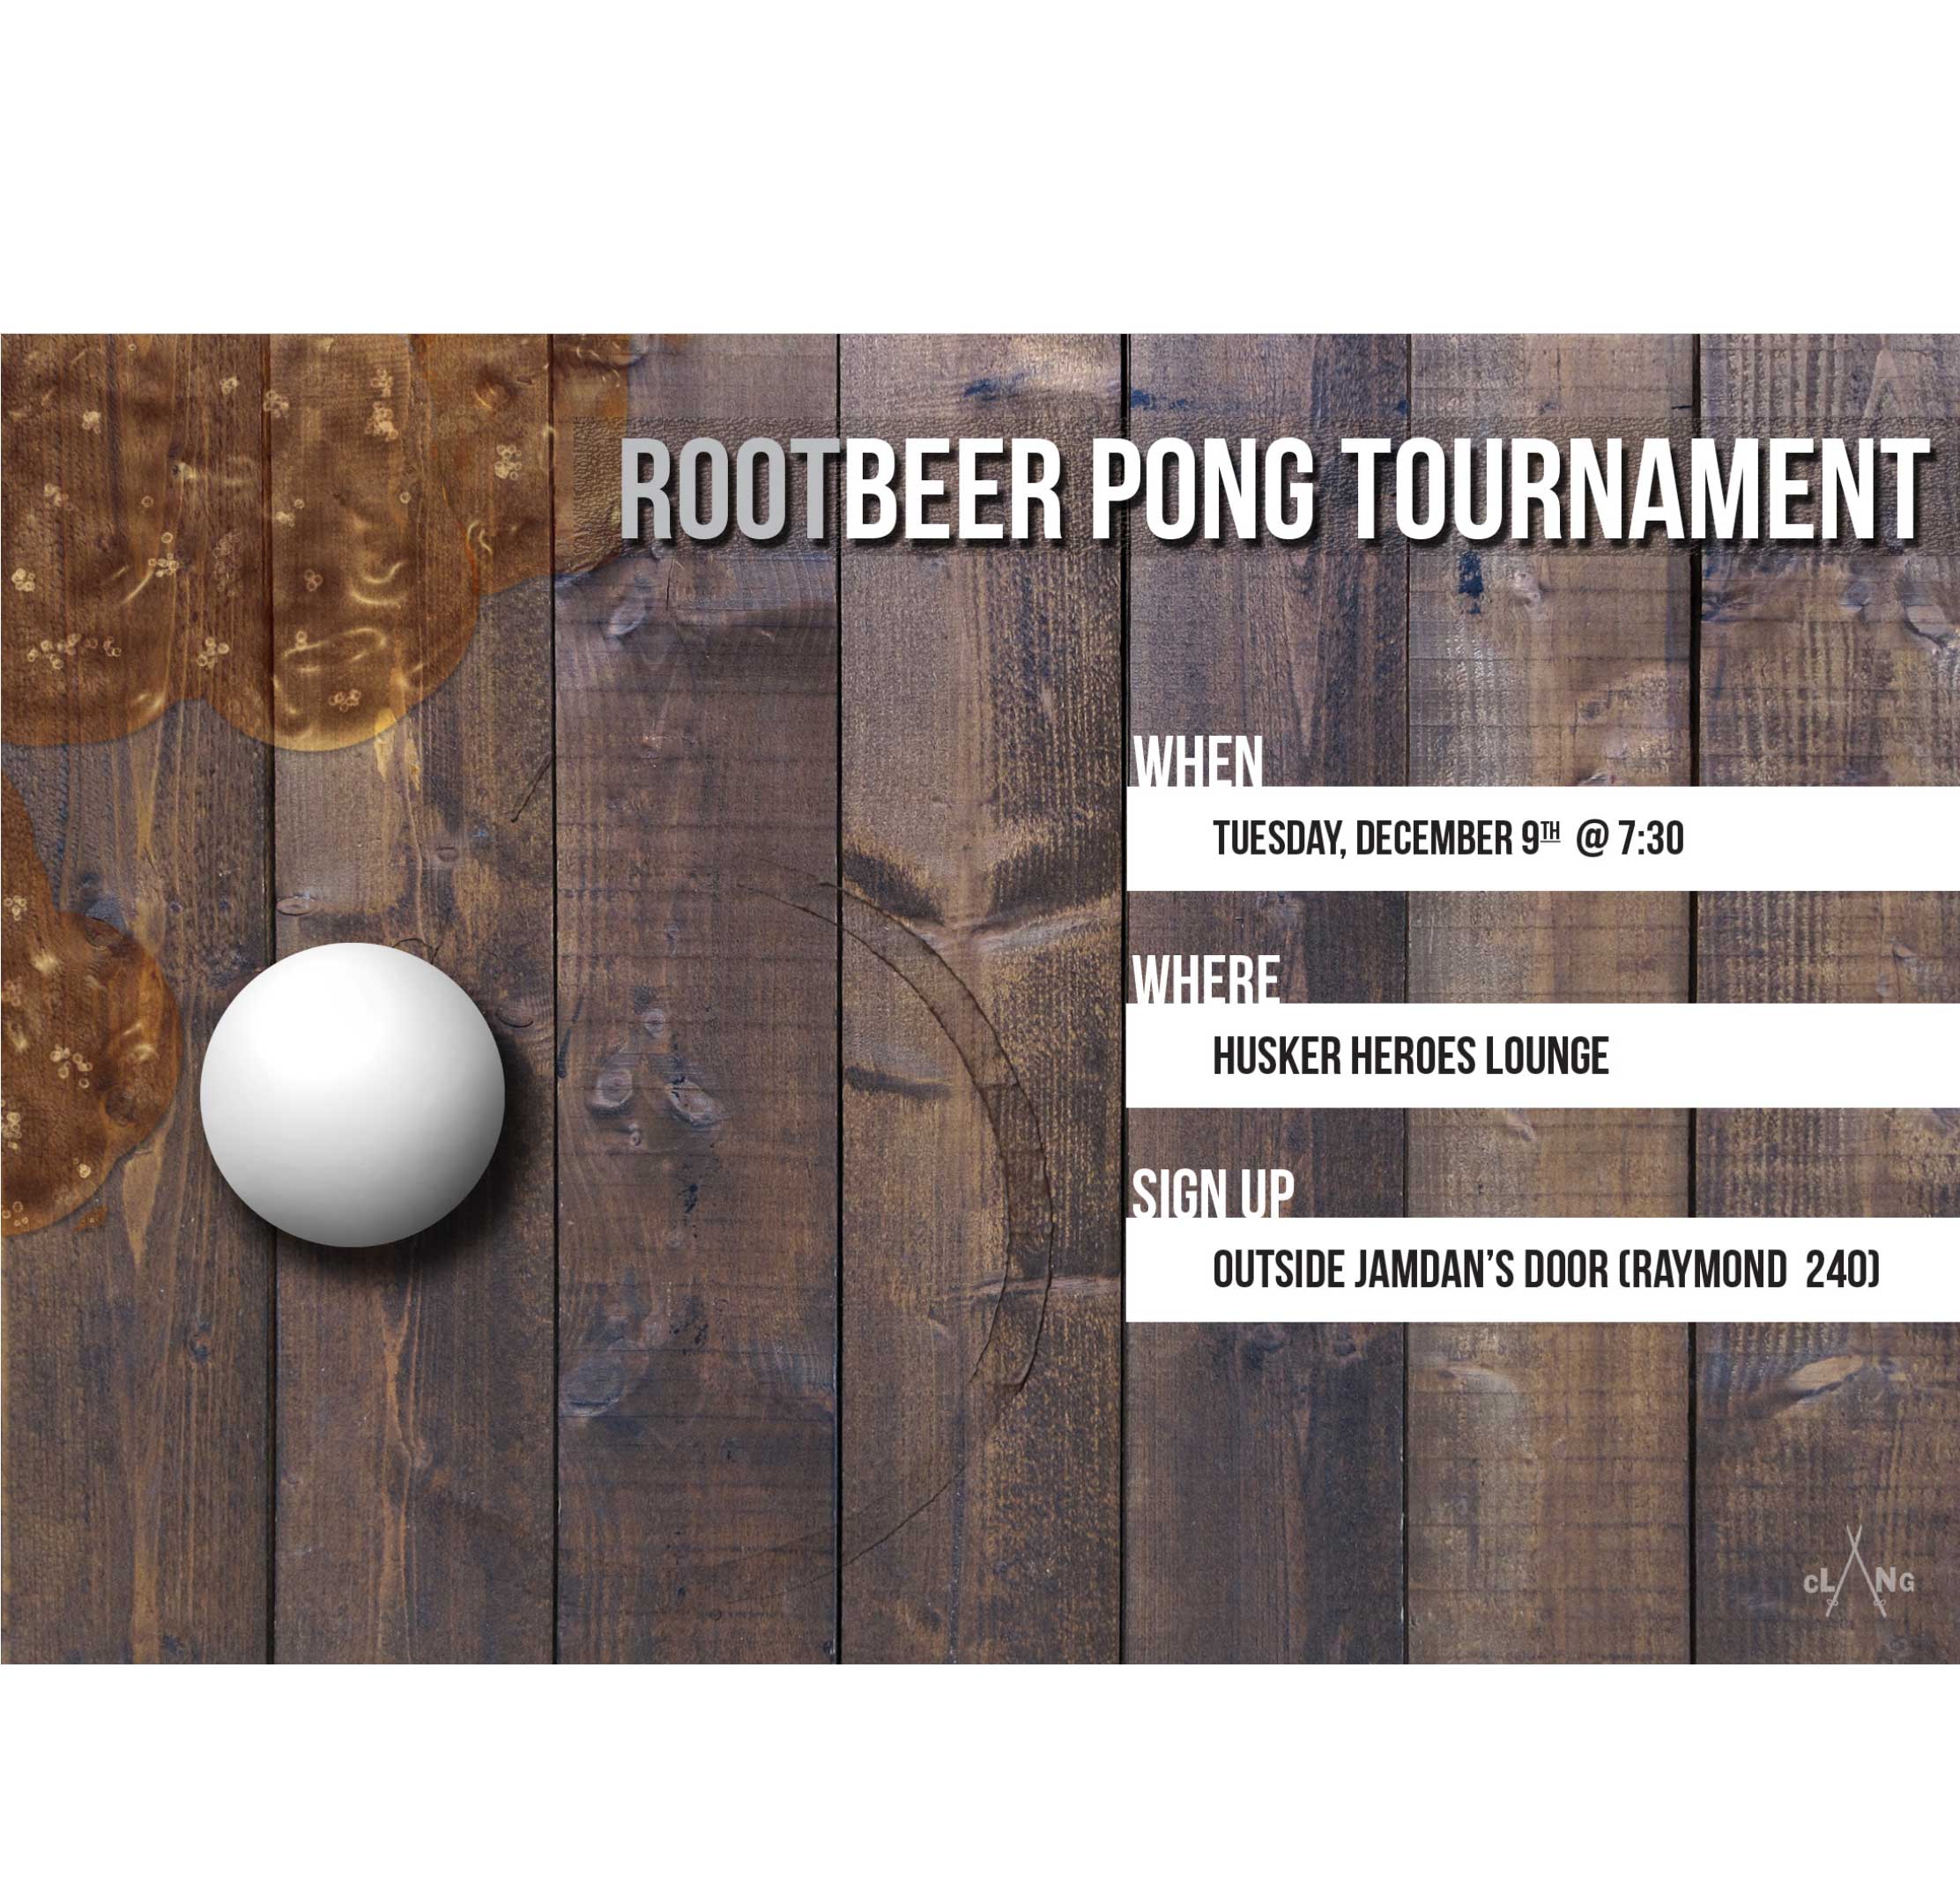 ROOTBEER PONG TOURNAMENT
WHEN
TUESDAY, DECEMBER 9TH @ 7:30
WHERE
HUSKER HEROES LOUNGE
SIGN UP
OUTSIDE JAMDAN'S DOOR (RAYMOND 240)
CLANG